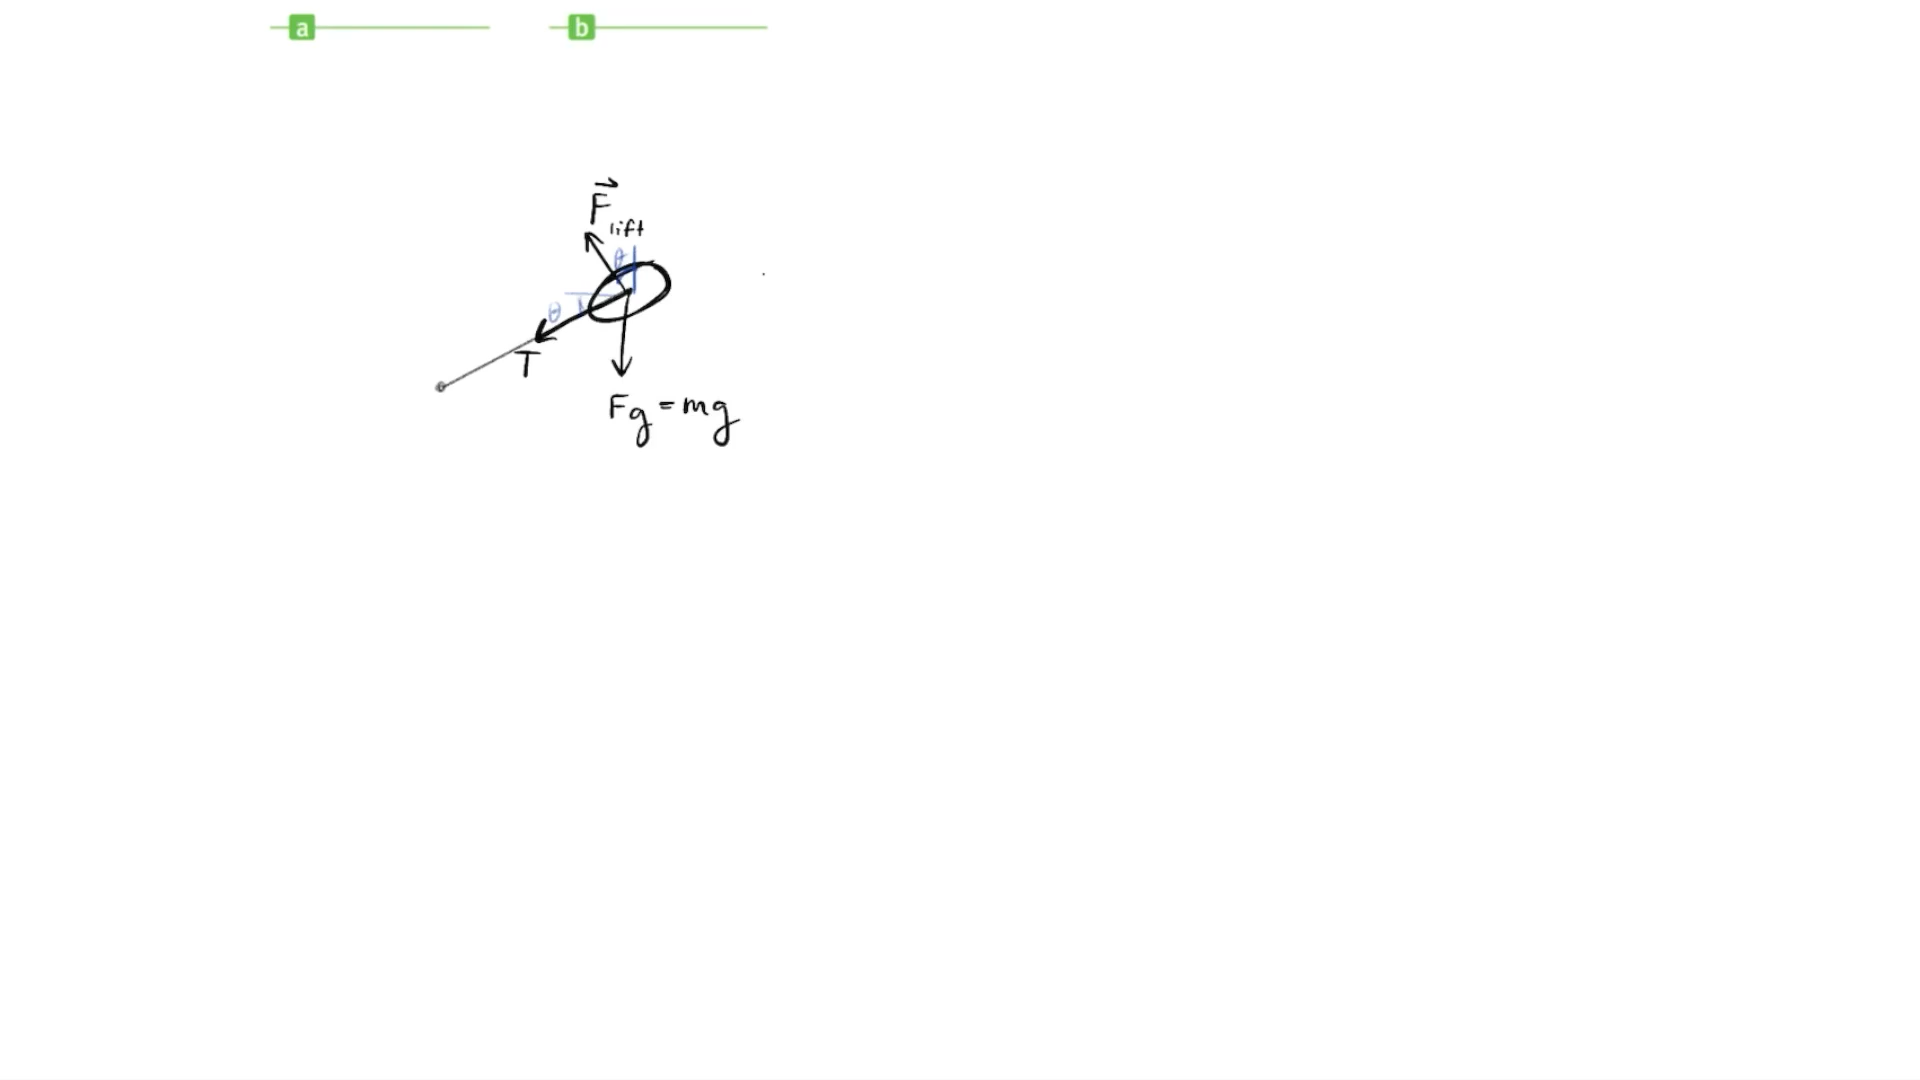 a b
F⃗ lift
θ
θ
T
Fg = mg